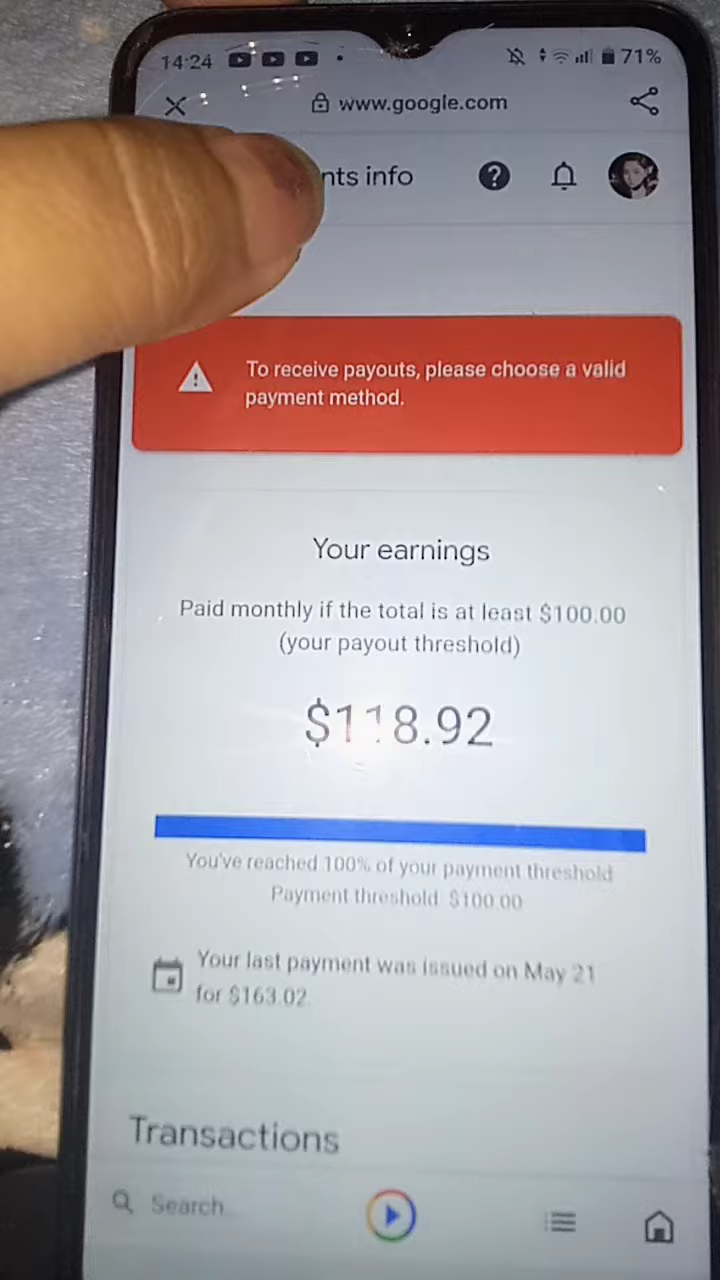 14:24
71%
www.google.com
nts info
To receive payouts, please choose a valid
payment method.
Your earnings
Paid monthly if the total is at least $100.00
(your payout threshold)
$118.92
You've reached 100% of your payment threshold
Payment threshold: $100.00
Your last payment was issued on May 21
for $163.02
Transactions
Search